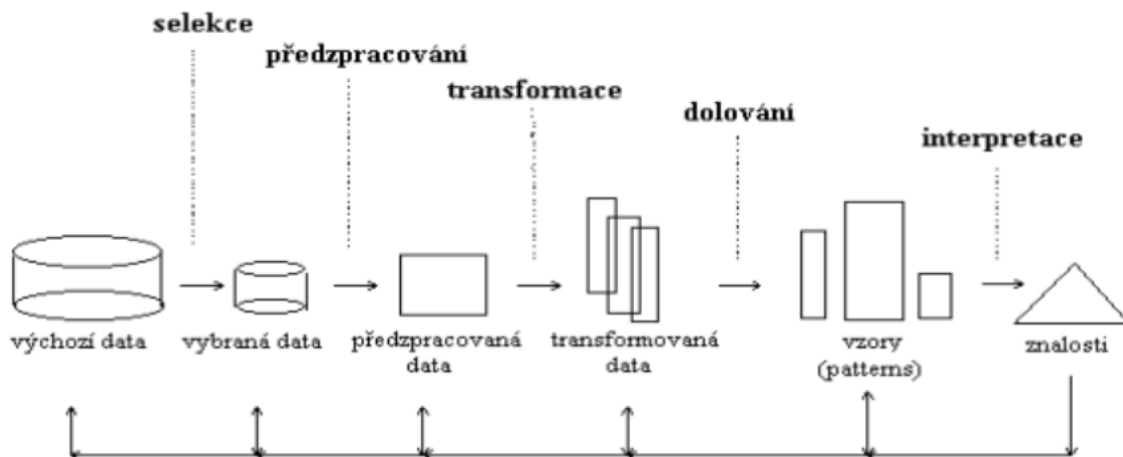 selekce
předzpracování
transformace
dolování
interpretace
výchozí data
vybraná data
předzpracovaná
data
transformovaná
data
vzory
(patterns)
znalosti